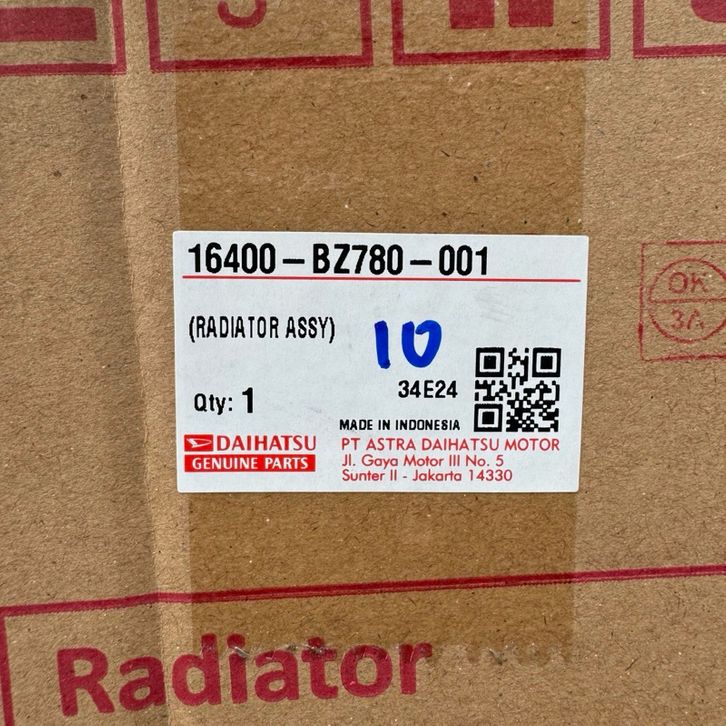 16400-BZ780-001
(RADIATOR ASSY)
10
34E24
Qty: 1
MADE IN INDONESIA
DAIHATSU
GENUINE PARTS
PT ASTRA DAIHATSU MOTOR
Jl. Gaya Motor III No. 5
Sunter II - Jakarta 14330
OK
3A
Radiator